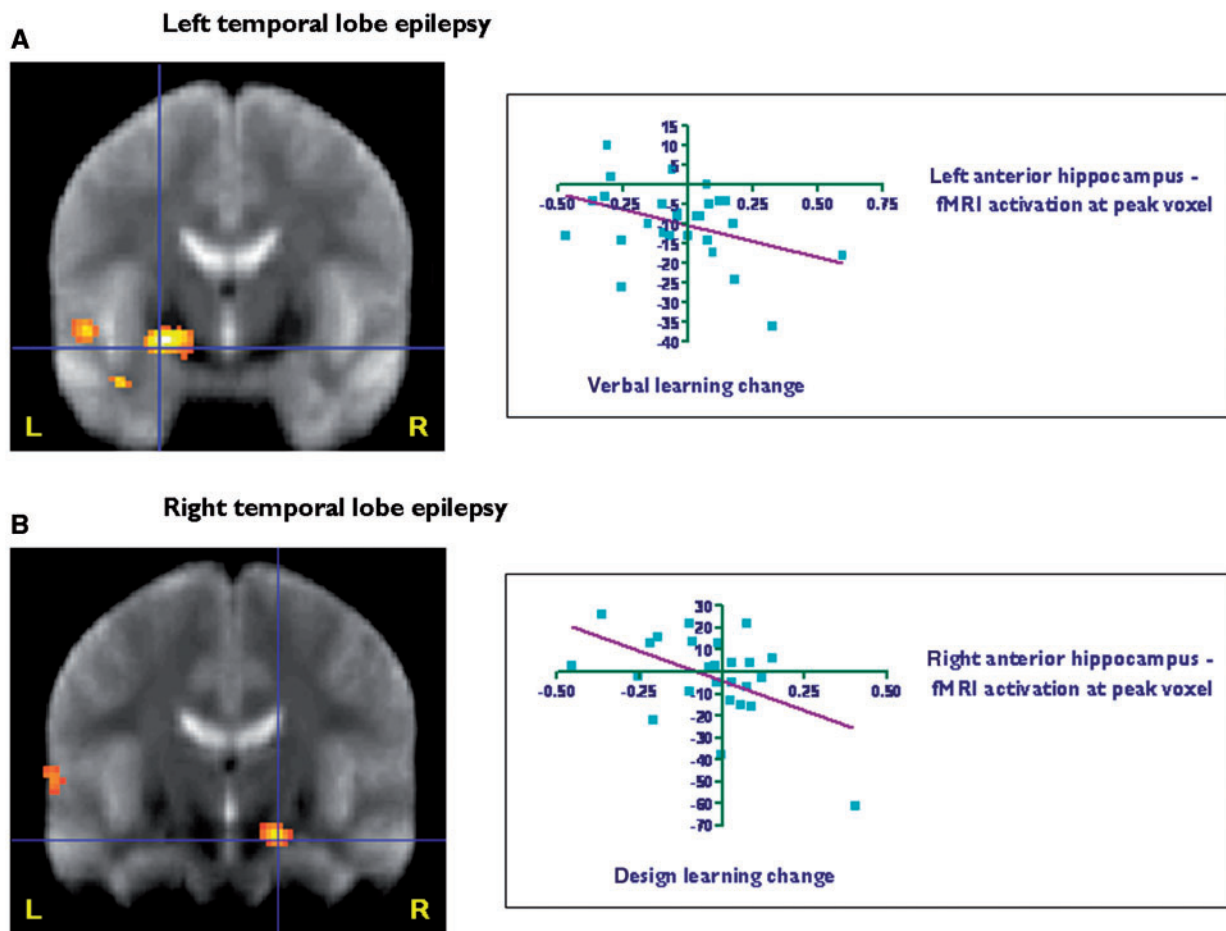 Left temporal lobe epilepsy
A
L R
15
10
5
-0.50 -0.25 0.00 0.25 0.50 0.75
-5
-10
-15
-20
-25
-30
-35
-40
Left anterior hippocampus -
fMRI activation at peak voxel
Verbal learning change
Right temporal lobe epilepsy
B
L R
30
20
10
0
-0.50 -0.25 0.25 0.50
-10
-20
-30
-40
-50
-60
-70
Right anterior hippocampus -
fMRI activation at peak voxel
Design learning change